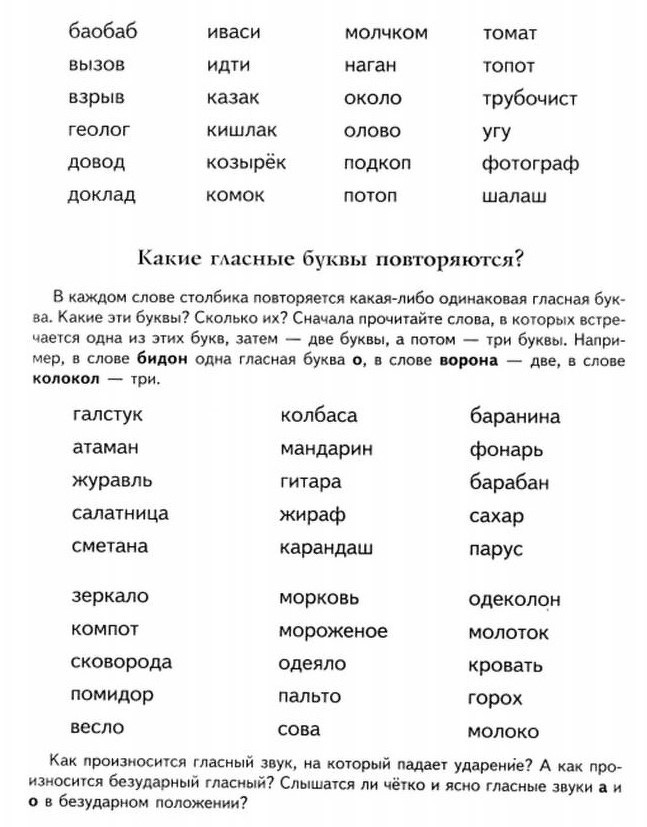 баобаб иваси молчком томат
вызов идти наган топот
взрыв казак около трубочист
геолог кишлак олово угу
довод козырёк подкоп фотограф
доклад комок потоп шалаш
Какие гласные буквы повторяются?
В каждом слове столбика повторяется какая-либо одинаковая гласная бук-
ва. Какие эти буквы? Сколько их? Сначала прочитайте слова, в которых встре-
чается одна из этих букв, затем — две буквы, а потом — три буквы. Напри-
мер, в слове бидон одна гласная буква о, в слове ворона — две, в слове
колокол — три.
галстук колбаса баранина
атаман мандарин фонарь
журавль гитара барабан
салатница жираф сахар
сметана карандаш парус
зеркало морковь одеколон
компот мороженое молоток
сковорода одеяло кровать
помидор пальто горох
весло сова молоко
Как произносится гласный звук, на который падает ударение? А как про-
износится безударный гласный? Слышатся ли чётко и ясно гласные звуки а и
о в безударном положении?